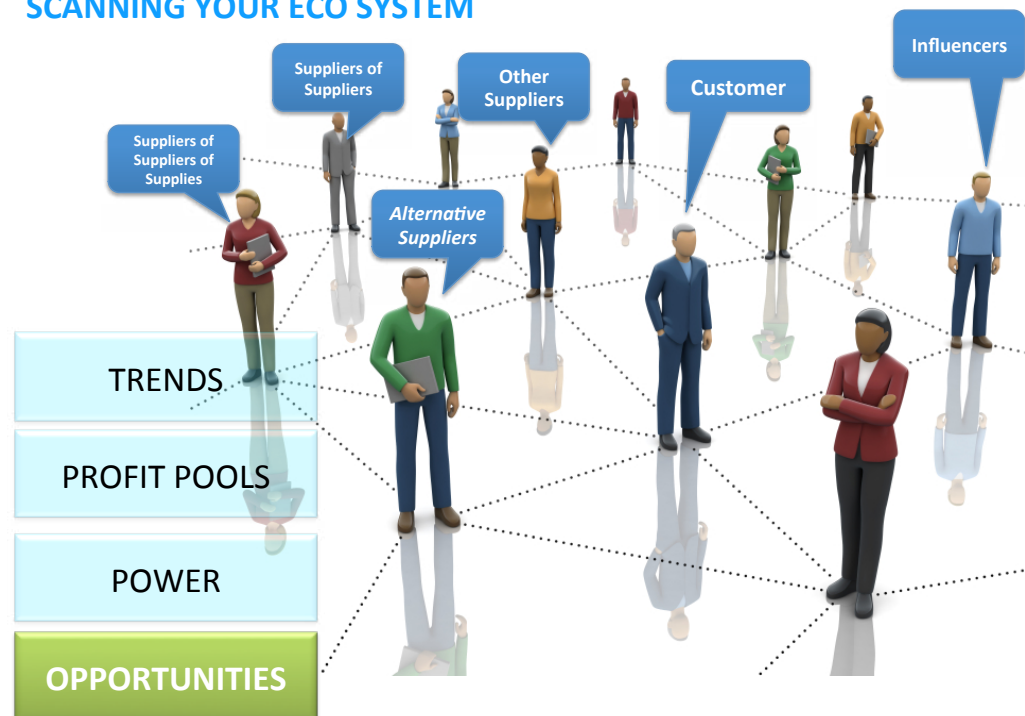 SCANNING YOUR ECO SYSTEM
Influencers
Suppliers of
Suppliers
Other
Suppliers
Customer
Suppliers of
Suppliers of
Supplies
Alternative
Suppliers
TRENDS
PROFIT POOLS
POWER
OPPORTUNITIES